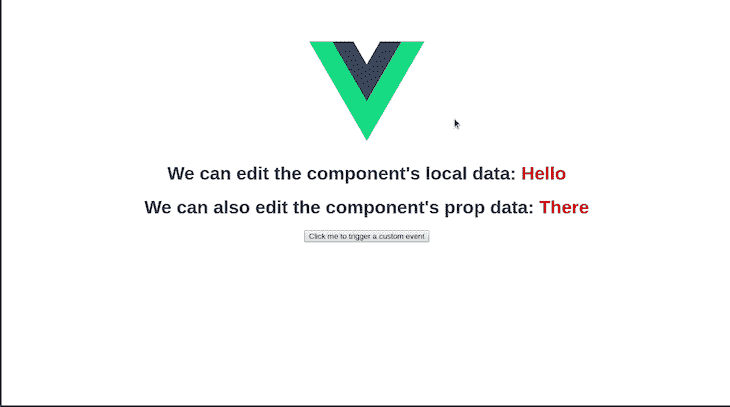 We can edit the component's local data: Hello
We can also edit the component's prop data: There
Click me to trigger a custom event